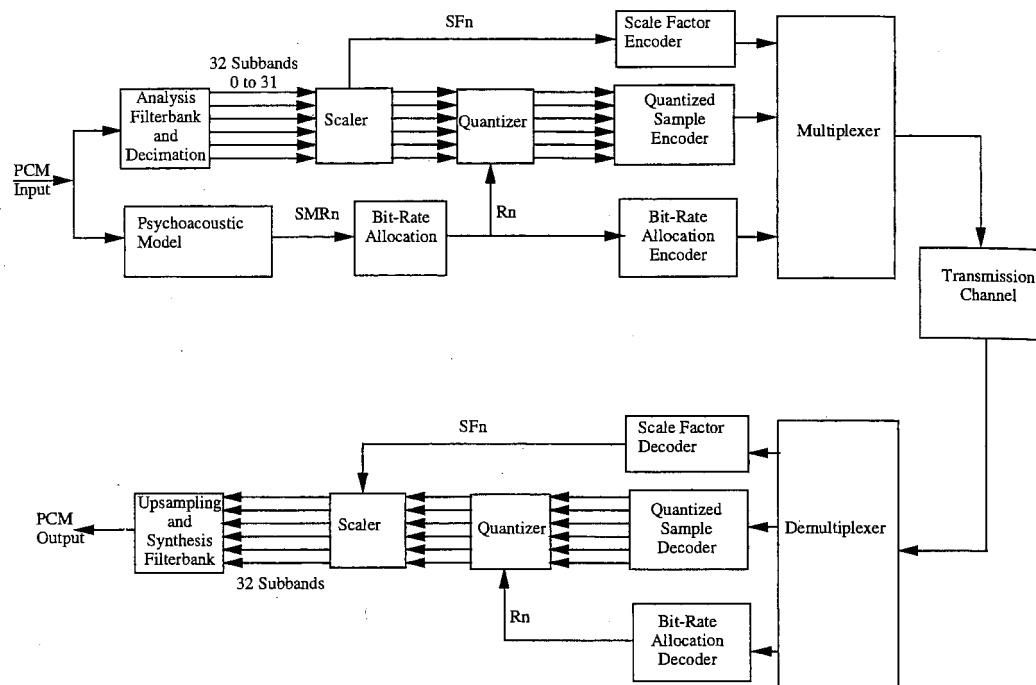 SFn
Scale Factor
Encoder
32 Subbands
0 to 31
Analysis
Filterbank
and
Decimation
Scaler
Quantizer
Quantized
Sample
Encoder
Multiplexer
PCM
Input
Psychoacoustic
Model
SMRn
Bit-Rate
Allocation
Rn
Bit-Rate
Allocation
Encoder
Transmission
Channel
SFn
Scale Factor
Decoder
PCM
Output
Upsampling
and
Synthesis
Filterbank
32 Subbands
Scaler
Quantizer
Quantized
Sample
Decoder
Demultiplexer
Rn
Bit-Rate
Allocation
Decoder